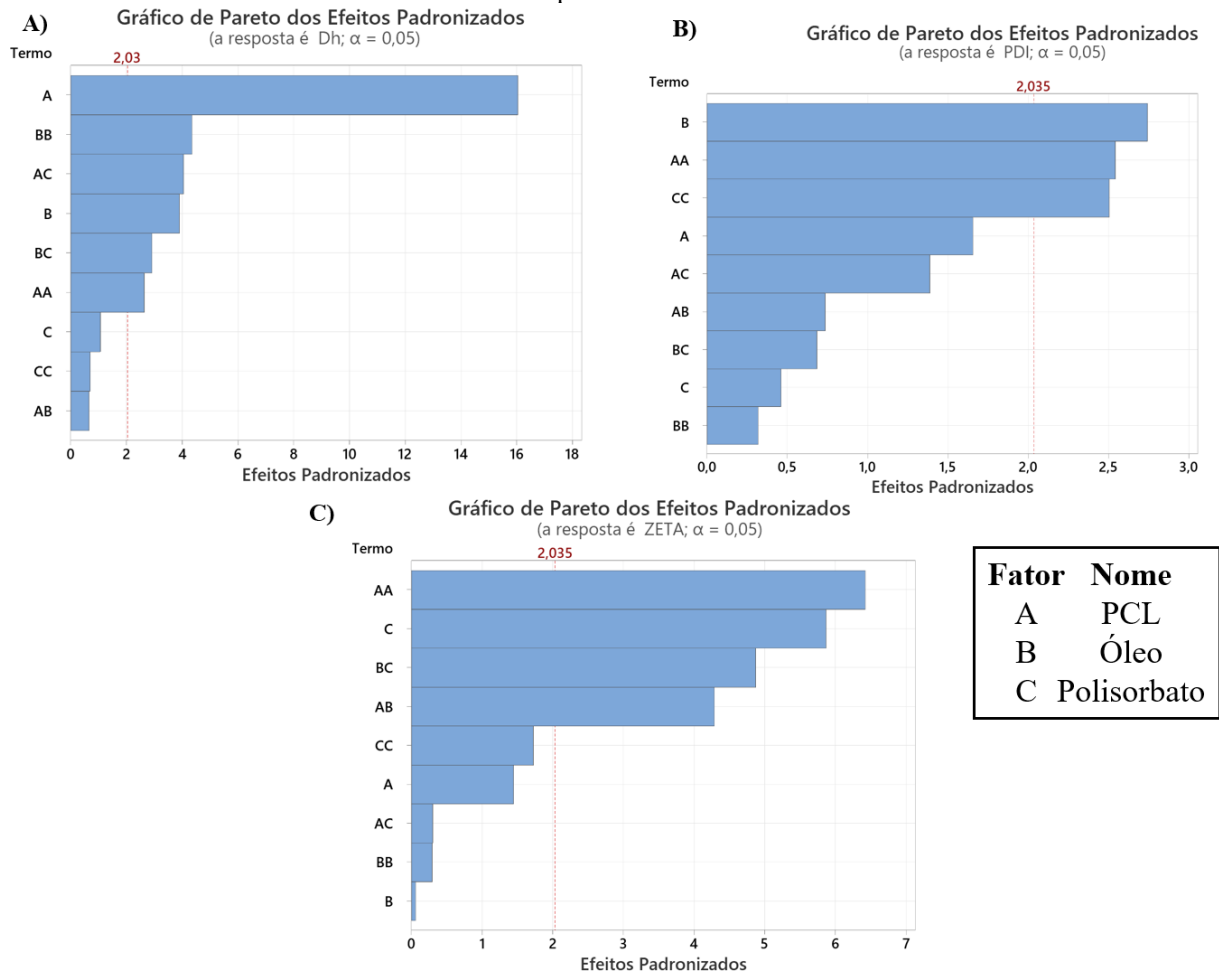 A)
Gráfico de Pareto dos Efeitos Padronizados
(a resposta é Dh; α = 0,05)
Termo
2,03
A
BB
AC
B
BC
AA
C
CC
AB
0 2 4 6 8 10 12 14 16 18
Efeitos Padronizados
B)
Gráfico de Pareto dos Efeitos Padronizados
(a resposta é PDI; α = 0,05)
Termo
2,035
B
AA
CC
A
AC
AB
BC
C
BB
0,0 0,5 1,0 1,5 2,0 2,5 3,0
Efeitos Padronizados
C)
Gráfico de Pareto dos Efeitos Padronizados
(a resposta é ZETA; α = 0,05)
Termo
2,035
AA
C
BC
AB
CC
A
AC
BB
B
0 1 2 3 4 5 6 7
Efeitos Padronizados
Fator Nome
A PCL
B Óleo
C Polisorbato